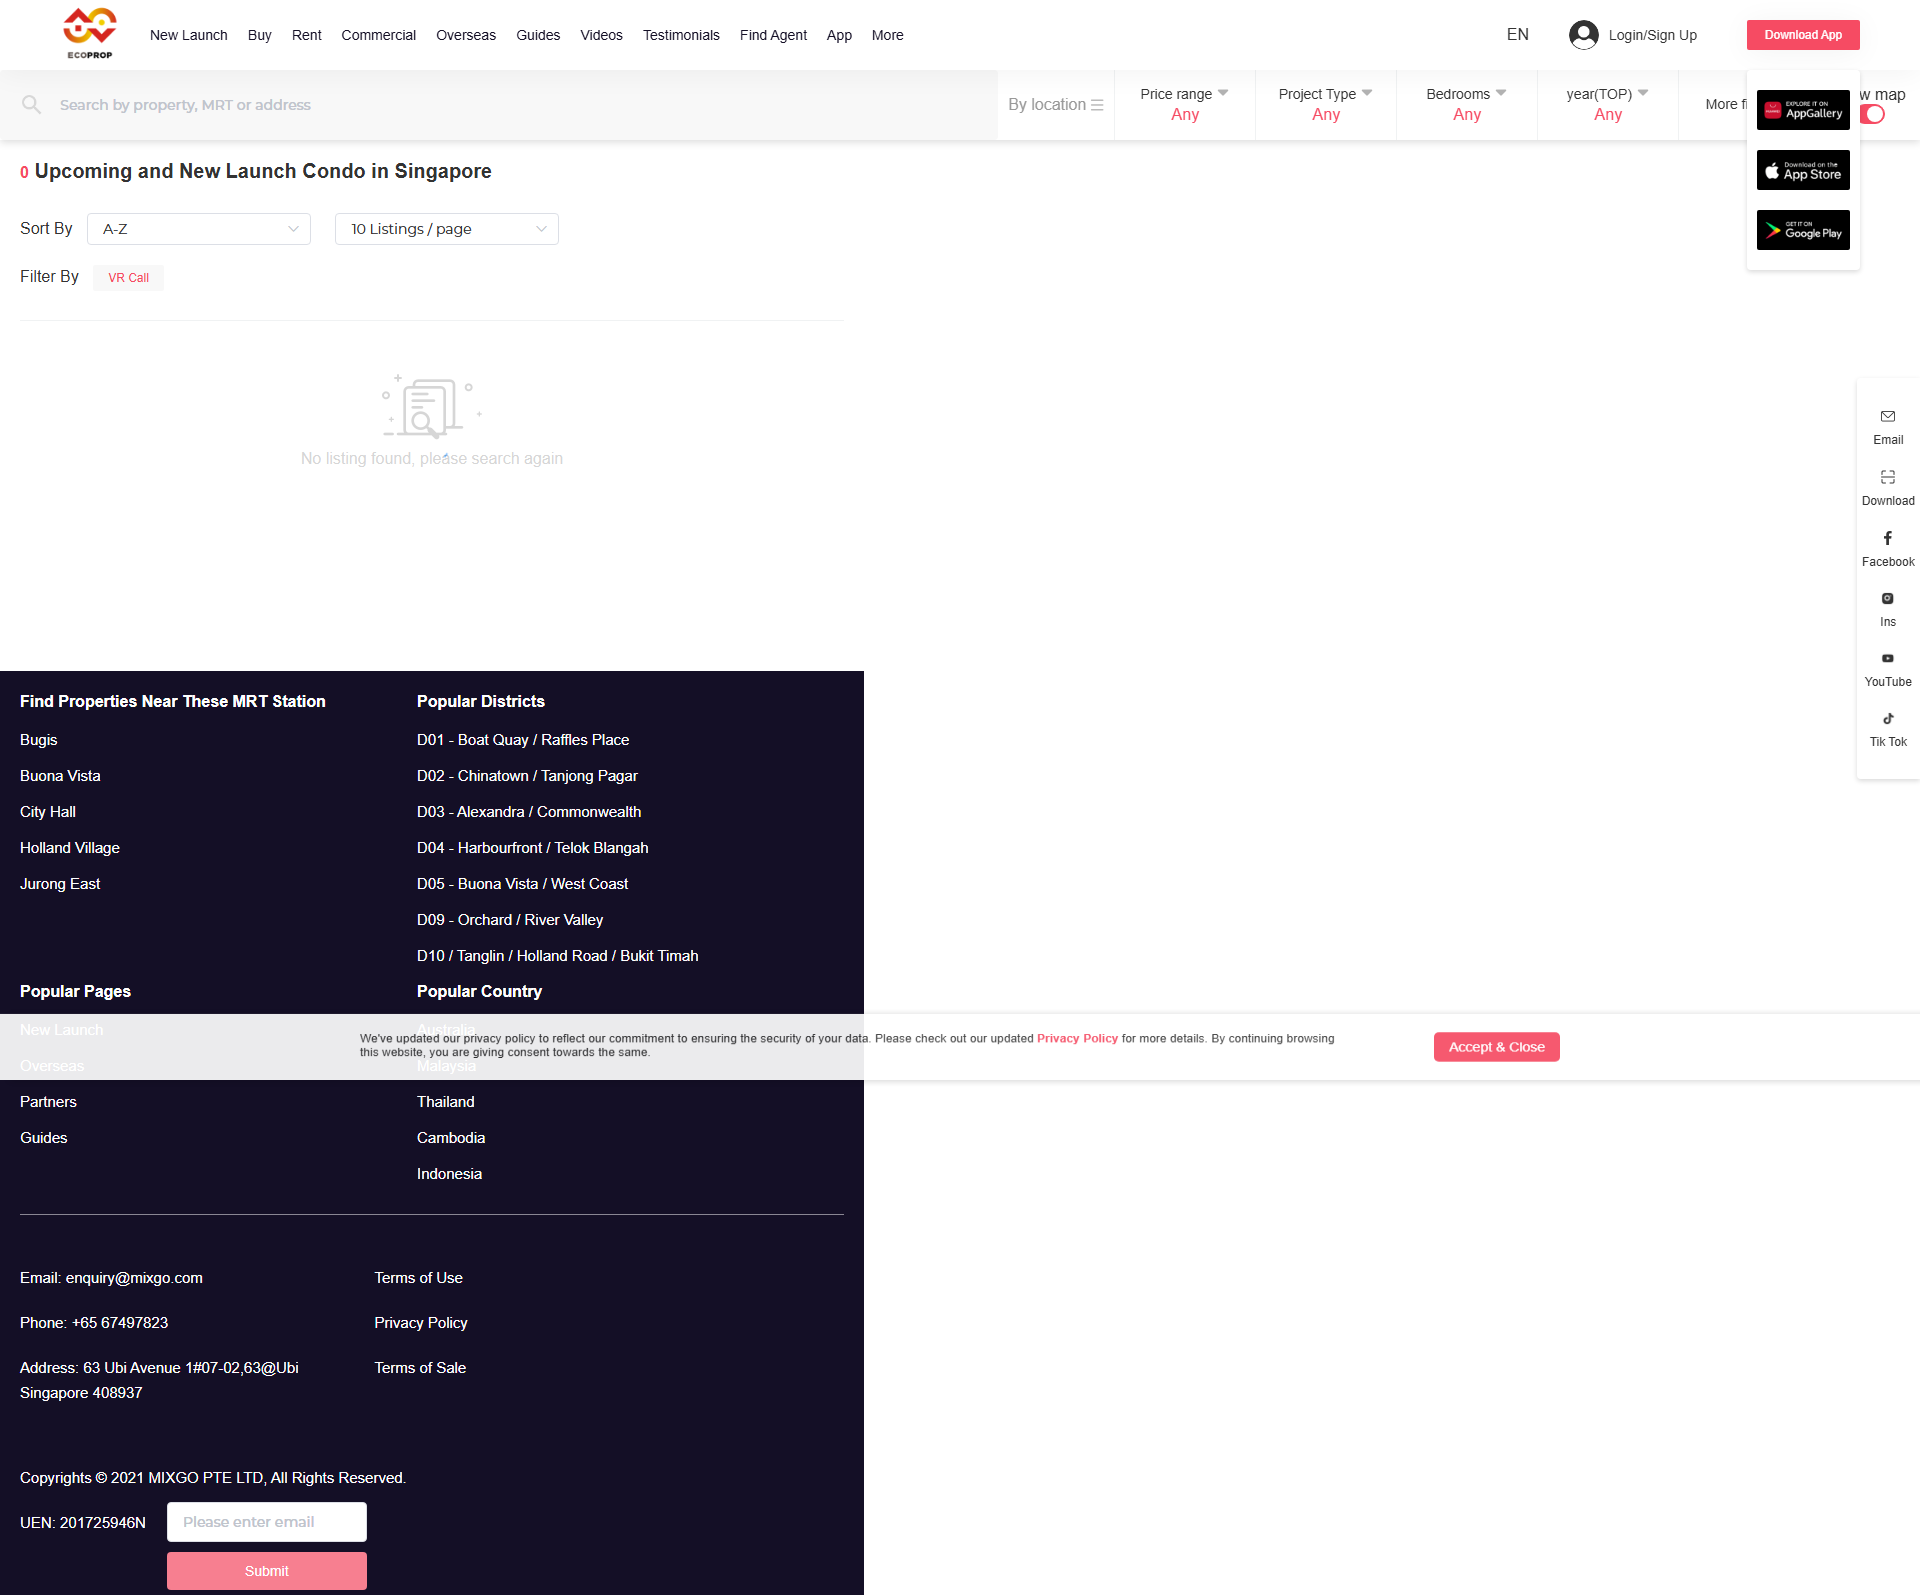 ECOPROP
New Launch Buy Rent Commercial Overseas Guides Videos Testimonials Find Agent App More
EN
Login/Sign Up
Download App
Search by property, MRT or address
By location
Price range
Any
Project Type
Any
Bedrooms
Any
year(TOP)
Any
More
w map
EXPLORE IT ON
AppGallery
Download on the
App Store
GET IT ON
Google Play
0 Upcoming and New Launch Condo in Singapore
Sort By A-Z 10 Listings / page
Filter By VR Call
No listing found, please search again
Email
Download
Facebook
Ins
YouTube
Tik Tok
Find Properties Near These MRT Station
Bugis
Buona Vista
City Hall
Holland Village
Jurong East
Popular Districts
D01 - Boat Quay / Raffles Place
D02 - Chinatown / Tanjong Pagar
D03 - Alexandra / Commonwealth
D04 - Harbourfront / Telok Blangah
D05 - Buona Vista / West Coast
D09 - Orchard / River Valley
D10 / Tanglin / Holland Road / Bukit Timah
Popular Pages
New Launch
Overseas
Partners
Guides
Popular Country
Australia
Malaysia
Thailand
Cambodia
Indonesia
We've updated our privacy policy to reflect our commitment to ensuring the security of your data. Please check out our updated Privacy Policy for more details. By continuing browsing
this website, you are giving consent towards the same.
Accept & Close
Email: enquiry@mixgo.com
Phone: +65 67497823
Address: 63 Ubi Avenue 1#07-02,63@Ubi
Singapore 408937
Terms of Use
Privacy Policy
Terms of Sale
Copyrights © 2021 MIXGO PTE LTD, All Rights Reserved.
UEN: 201725946N
Please enter email
Submit